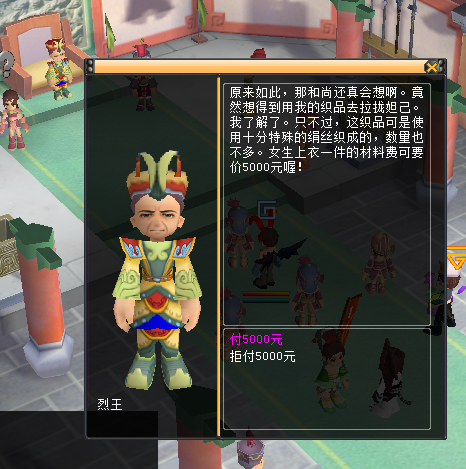 原来如此，那和尚还真会想啊。竟
然想得到用我的织品去拉拢妲己。
我了解了。只不过，这织品可是使
用十分特殊的绢丝织成的，数量也
不多。女生上衣一件的材料费可要
价5000元喔！
付5000元
拒付5000元
烈王